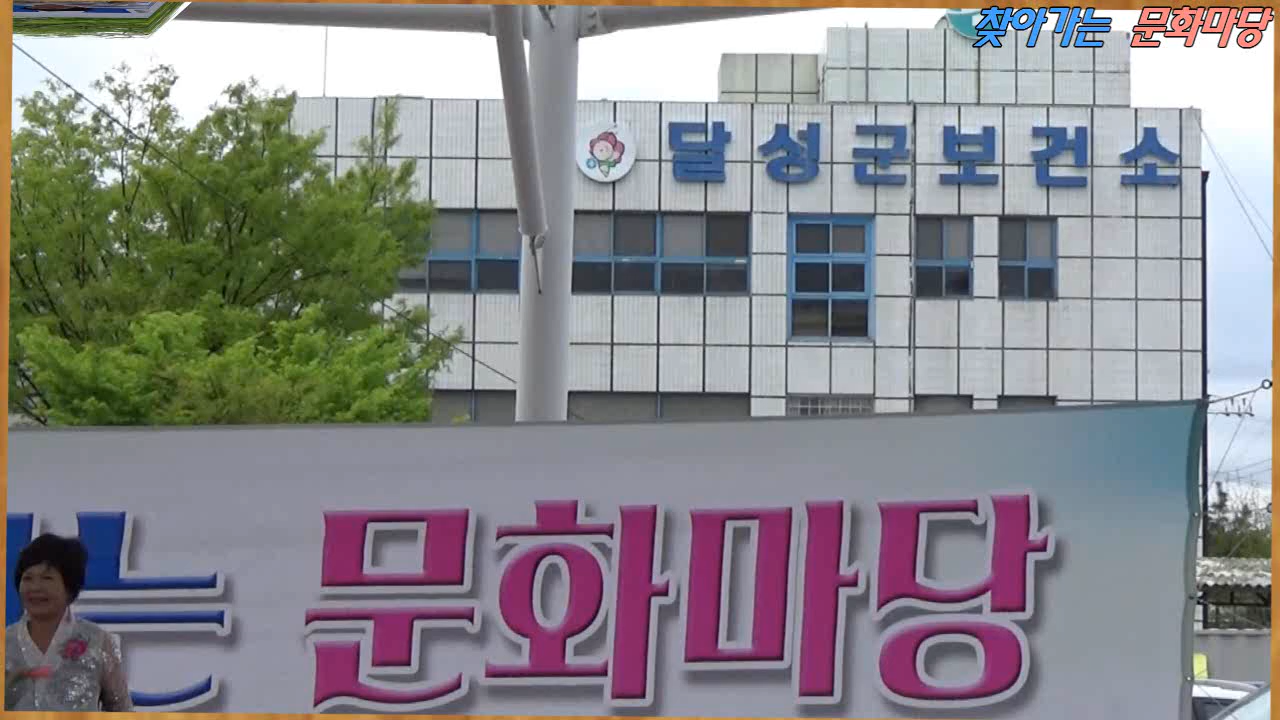 찾아가는 문화마당
달성군보건소
는 문화마당